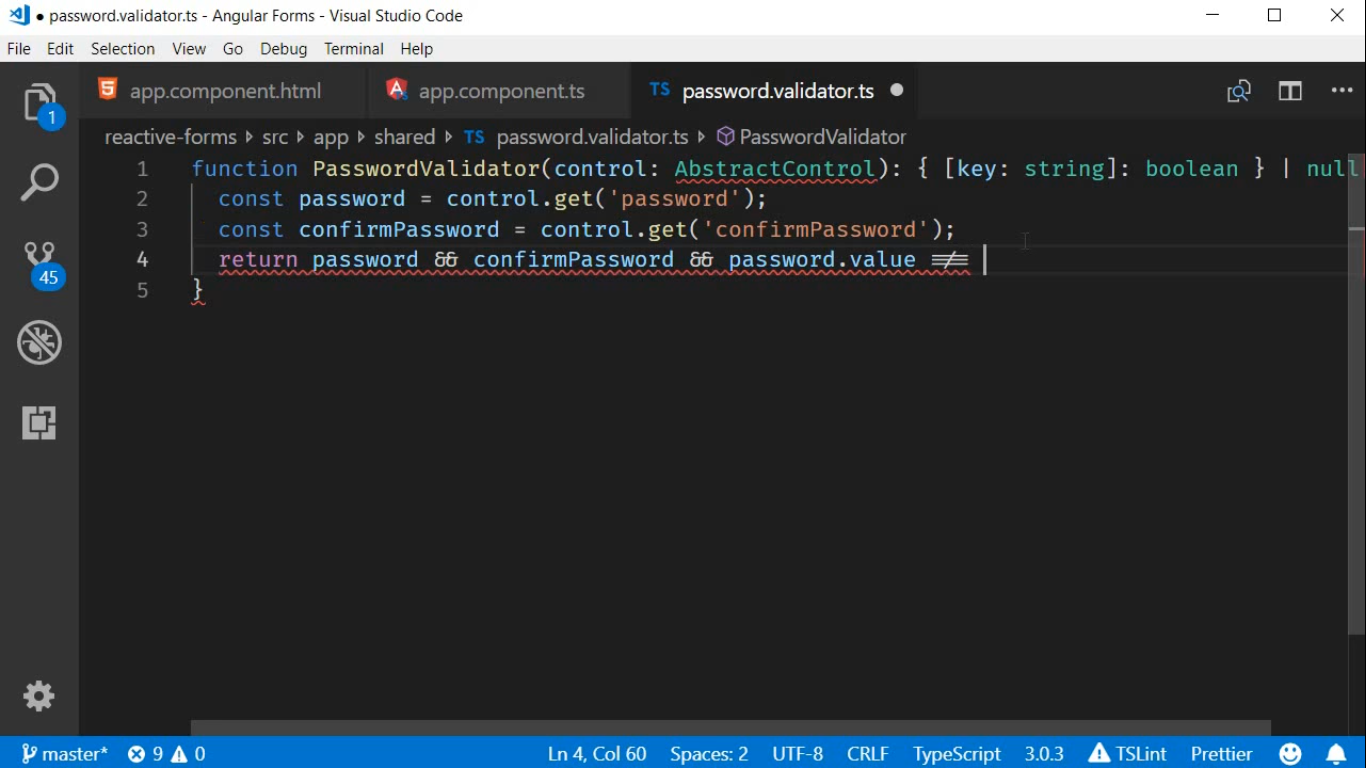 ● password.validator.ts - Angular Forms - Visual Studio Code
File Edit Selection View Go Debug Terminal Help
app.component.html app.component.ts TS password.validator.ts ●
1
reactive-forms src app shared TS password.validator.ts PasswordValidator
1 function PasswordValidator(control: AbstractControl): { [key: string]: boolean } | null
2 const password = control.get('password');
3 const confirmPassword = control.get('confirmPassword');
4 return password && confirmPassword && password.value !==
45
5 }
master* 9 0 Ln 4, Col 60 Spaces: 2 UTF-8 CRLF TypeScript 3.0.3 TSLint Prettier